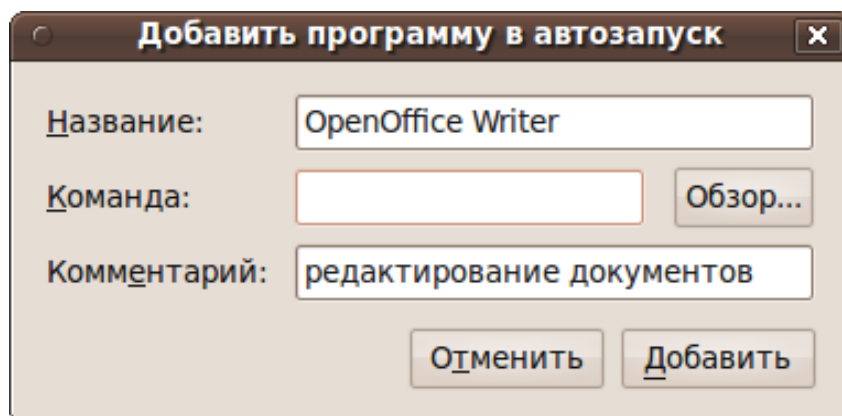 Добавить программу в автозапуск
Название: OpenOffice Writer
Команда: Обзор...
Комментарий: редактирование документов
Отменить Добавить